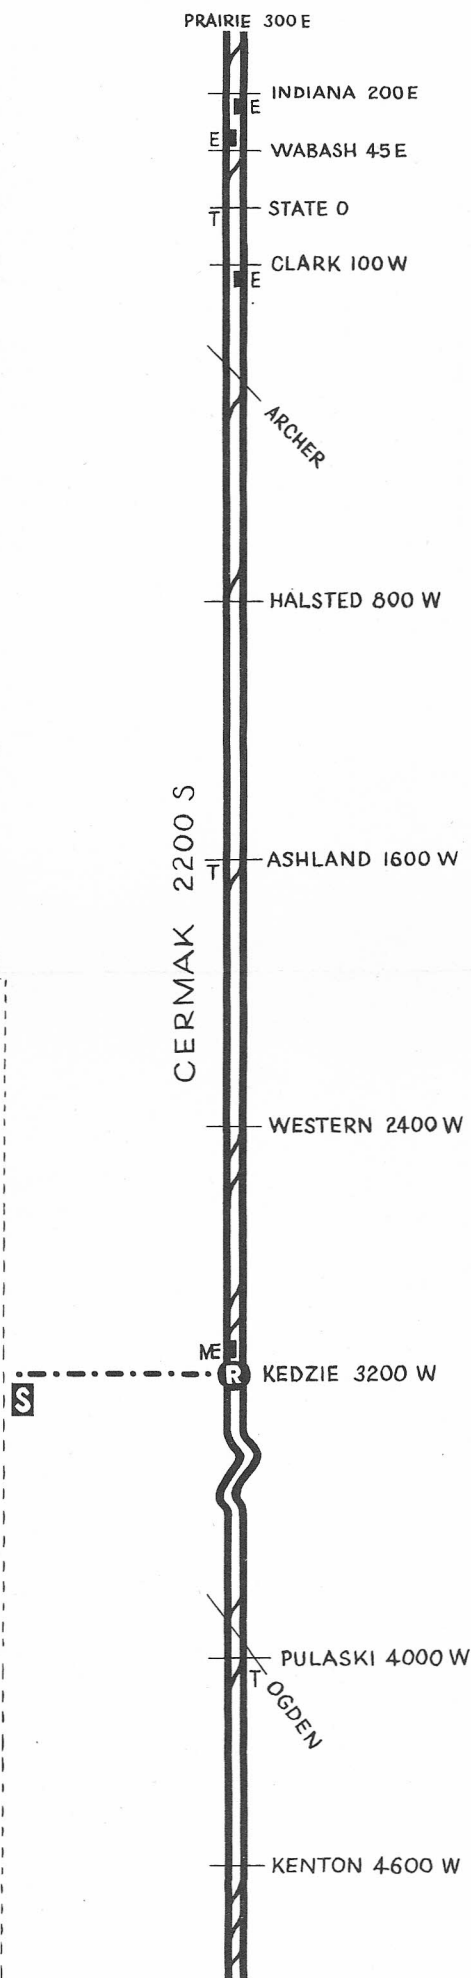 PRAIRIE 300 E
INDIANA 200 E
E
E
WABASH 45 E
STATE 0
T
CLARK 100 W
E
ARCHER
HALSTED 800 W
CERMAK 2200 S
ASHLAND 1600 W
T
WESTERN 2400 W
ME
R
KEDZIE 3200 W
S
PULASKI 4000 W
T
OGDEN
KENTON 4600 W